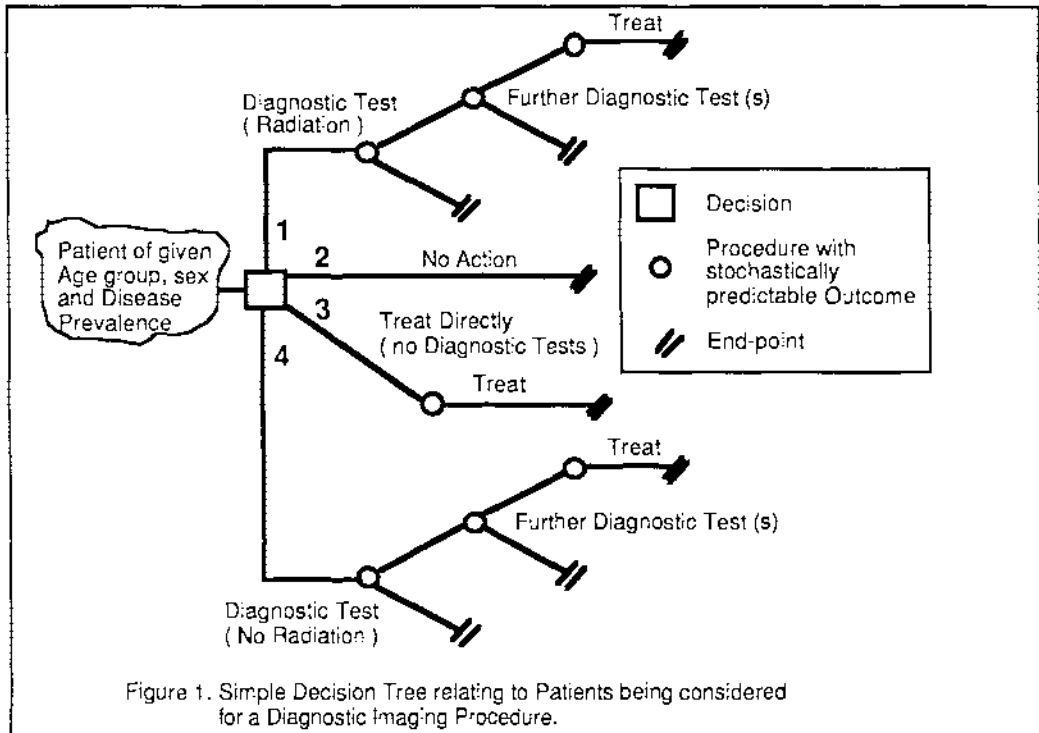 Treat
Diagnostic Test
( Radiation )
Further Diagnostic Test (s)
1
Patient of given
Age group, sex
and Disease
Prevalence
2
No Action
3
Treat Directly
( no Diagnostic Tests )
4
Treat
Decision
Procedure with
stochastically
predictable Outcome
End-point
Treat
Further Diagnostic Test (s)
Diagnostic Test
( No Radiation )
Figure 1. Simple Decision Tree relating to Patients being considered
for a Diagnostic Imaging Procedure.